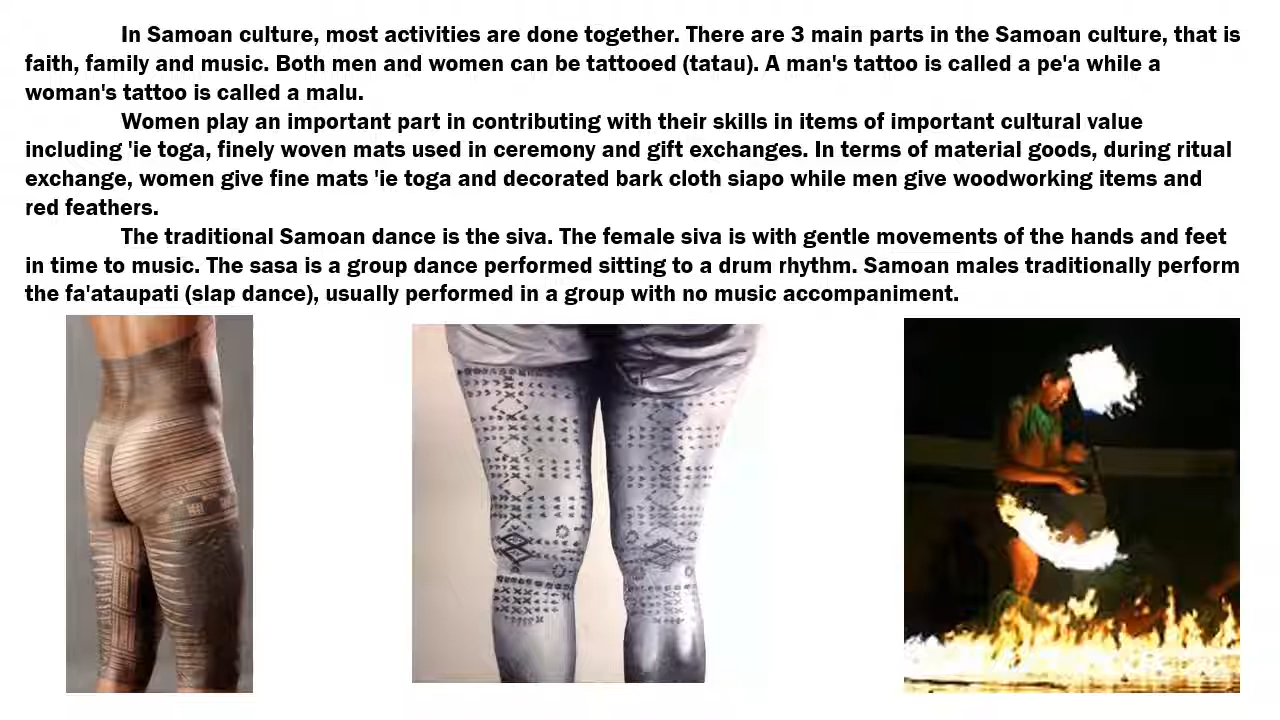 In Samoan culture, most activities are done together. There are 3 main parts in the Samoan culture, that is
faith, family and music. Both men and women can be tattooed (tatau). A man's tattoo is called a pe'a while a
woman's tattoo is called a malu.
Women play an important part in contributing with their skills in items of important cultural value
including 'ie toga, finely woven mats used in ceremony and gift exchanges. In terms of material goods, during ritual
exchange, women give fine mats 'ie toga and decorated bark cloth siapo while men give woodworking items and
red feathers.
The traditional Samoan dance is the siva. The female siva is with gentle movements of the hands and feet
in time to music. The sasa is a group dance performed sitting to a drum rhythm. Samoan males traditionally perform
the fa'ataupati (slap dance), usually performed in a group with no music accompaniment.